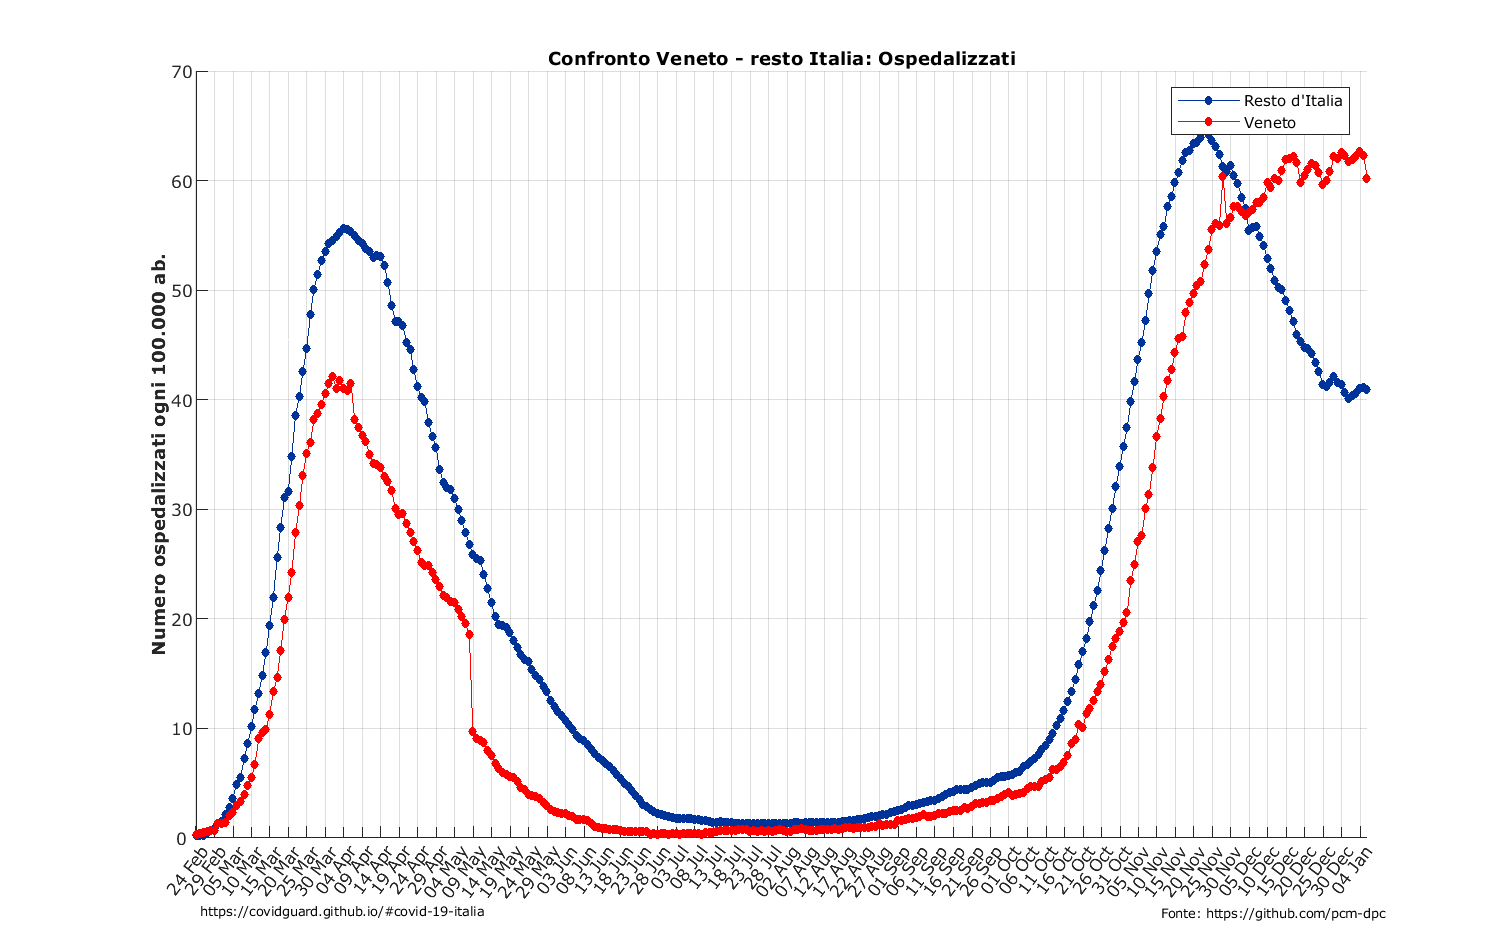 Confronto Veneto - resto Italia: Ospedalizzati
Resto d'Italia
Veneto
Numero ospedalizzati ogni 100.000 ab.
70
60
50
40
30
20
10
0
24 Feb
29 Feb
05 Mar
10 Mar
15 Mar
20 Mar
25 Mar
30 Mar
04 Apr
09 Apr
14 Apr
19 Apr
24 Apr
29 Apr
04 May
09 May
14 May
19 May
24 May
29 May
03 Jun
08 Jun
13 Jun
18 Jun
23 Jun
28 Jun
03 Jul
08 Jul
13 Jul
18 Jul
23 Jul
28 Jul
02 Aug
07 Aug
12 Aug
17 Aug
22 Aug
27 Aug
01 Sep
06 Sep
11 Sep
16 Sep
21 Sep
26 Sep
01 Oct
06 Oct
11 Oct
16 Oct
21 Oct
26 Oct
31 Oct
05 Nov
10 Nov
15 Nov
20 Nov
25 Nov
30 Nov
05 Dec
10 Dec
15 Dec
20 Dec
25 Dec
30 Dec
04 Jan
https://covidguard.github.io/#covid-19-italia
Fonte: https://github.com/pcm-dpc